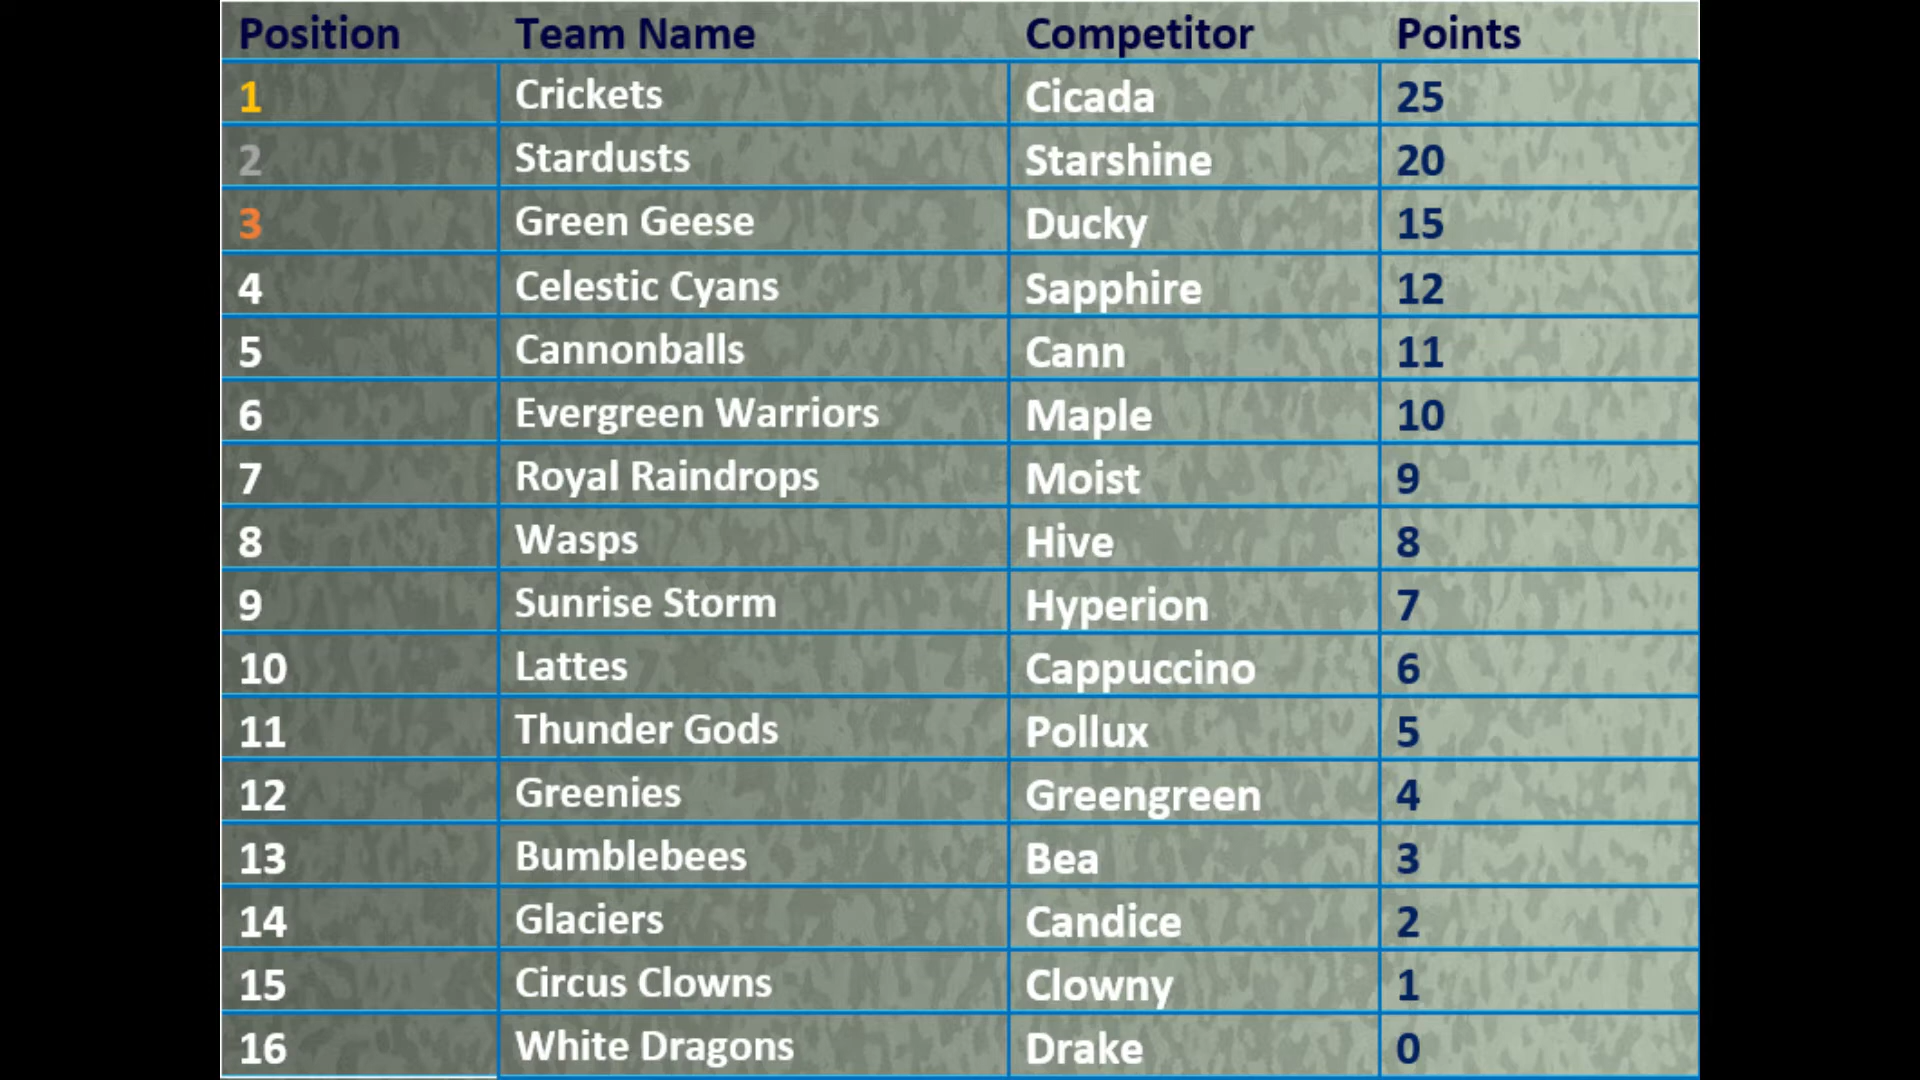 Position Team Name Competitor Points
1 Crickets Cicada 25
2 Stardusts Starshine 20
3 Green Geese Ducky 15
4 Celestic Cyans Sapphire 12
5 Cannonballs Cann 11
6 Evergreen Warriors Maple 10
7 Royal Raindrops Moist 9
8 Wasps Hive 8
9 Sunrise Storm Hyperion 7
10 Lattes Cappuccino 6
11 Thunder Gods Pollux 5
12 Greenies Greengreen 4
13 Bumblebees Bea 3
14 Glaciers Candice 2
15 Circus Clowns Clowny 1
16 White Dragons Drake 0